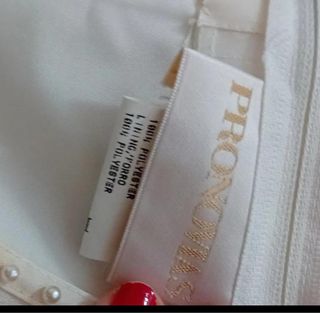 PRONOVIAS
100% POLYESTER
LINING/FORRO
100% POLYESTER